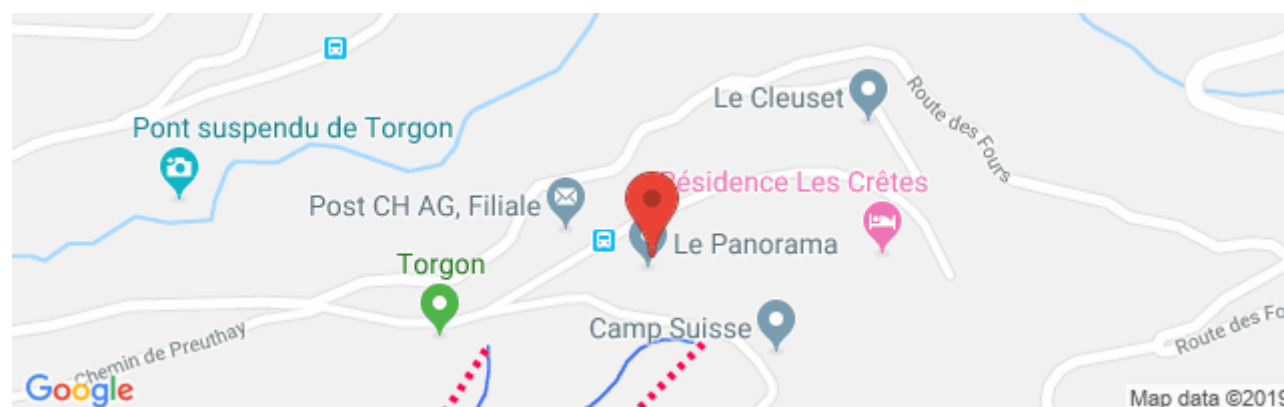 Le Cleuset
Route des Fours
Pont suspendu de Torgon
Résidence Les Crêtes
Post CH AG, Filiale
Le Panorama
Torgon
Camp Suisse
Route des Fo
Chemin de Preuthay
Google
Map data ©2019